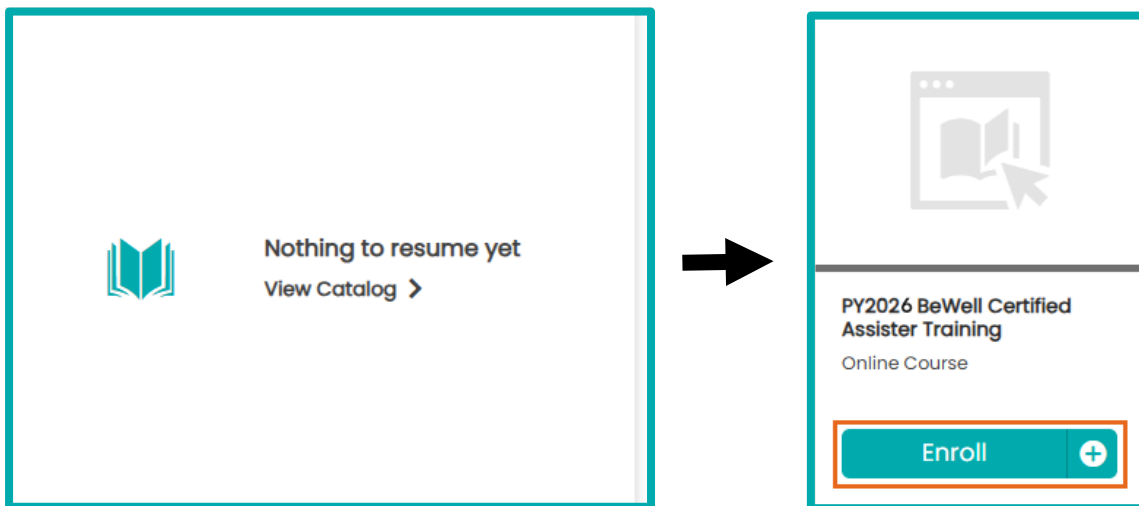 Nothing to resume yet
View Catalog
PY2026 BeWell Certified
Assister Training
Online Course
Enroll